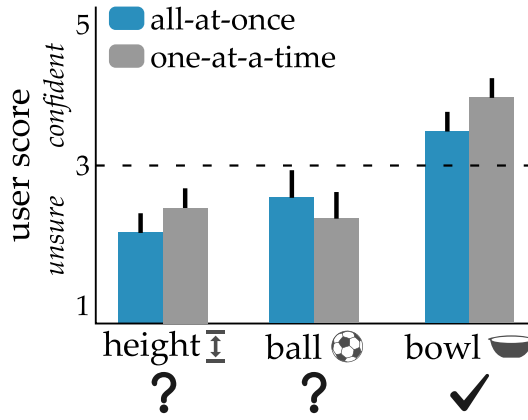 5
all-at-once
one-at-a-time
user score
confident
3
unsure
1
height
ball
bowl
?
?